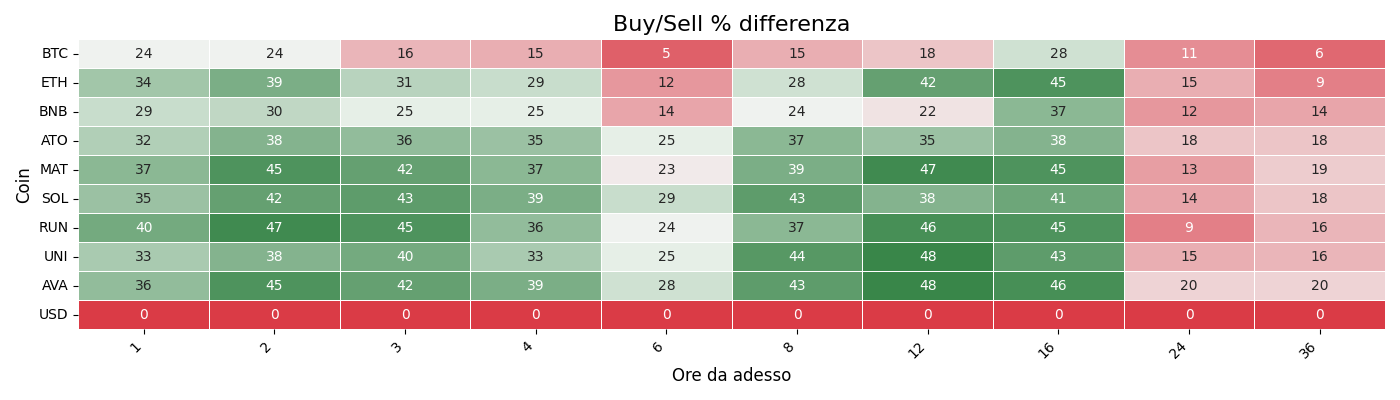 Buy/Sell % differenza
Coin
BTC 24 24 16 15 5 15 18 28 11 6
ETH 34 39 31 29 12 28 42 45 15 9
BNB 29 30 25 25 14 24 22 37 12 14
ATO 32 38 36 35 25 37 35 38 18 18
MAT 37 45 42 37 23 39 47 45 13 19
SOL 35 42 43 39 29 43 38 41 14 18
RUN 40 47 45 36 24 37 46 45 9 16
UNI 33 38 40 33 25 44 48 43 15 16
AVA 36 45 42 39 28 43 48 46 20 20
USD 0 0 0 0 0 0 0 0 0 0
1 2 3 4 6 8 12 16 24 36
Ore da adesso